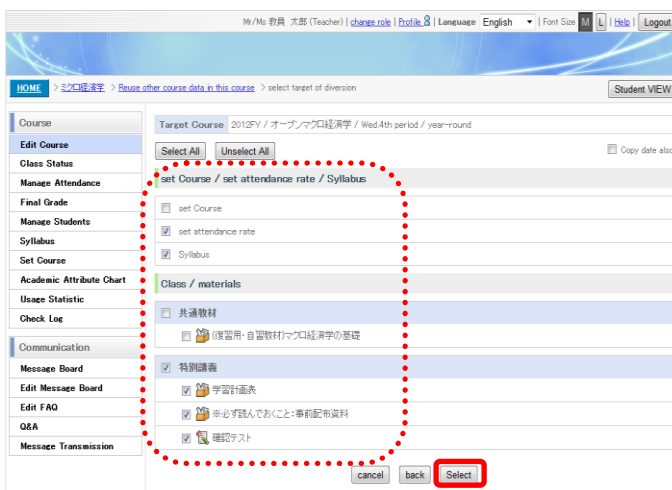 Mr/Ms 教員 太郎 (Teacher) | change role | Profile | Language English | Font Size M L | Help | Logout
HOME > ミクロ経済学 > Reuse other course data in this course > select target of diversion
Student VIEW
Course
Edit Course
Class Status
Manage Attendance
Final Grade
Manage Students
Syllabus
Set Course
Academic Attribute Chart
Usage Statistic
Check Log
Communication
Message Board
Edit Message Board
Edit FAQ
Q&A
Message Transmission
Target Course 2012FY / オープンマクロ経済学 / Wed.4th period / year-round
Select All Unselect All
Copy date also
set Course / set attendance rate / Syllabus
set Course
set attendance rate
Syllabus
Class / materials
共通教材
(復習用・自習教材)マクロ経済学の基礎
特別講義
学習計画表
※必ず読んでおくこと:事前配布資料
確認テスト
cancel back Select